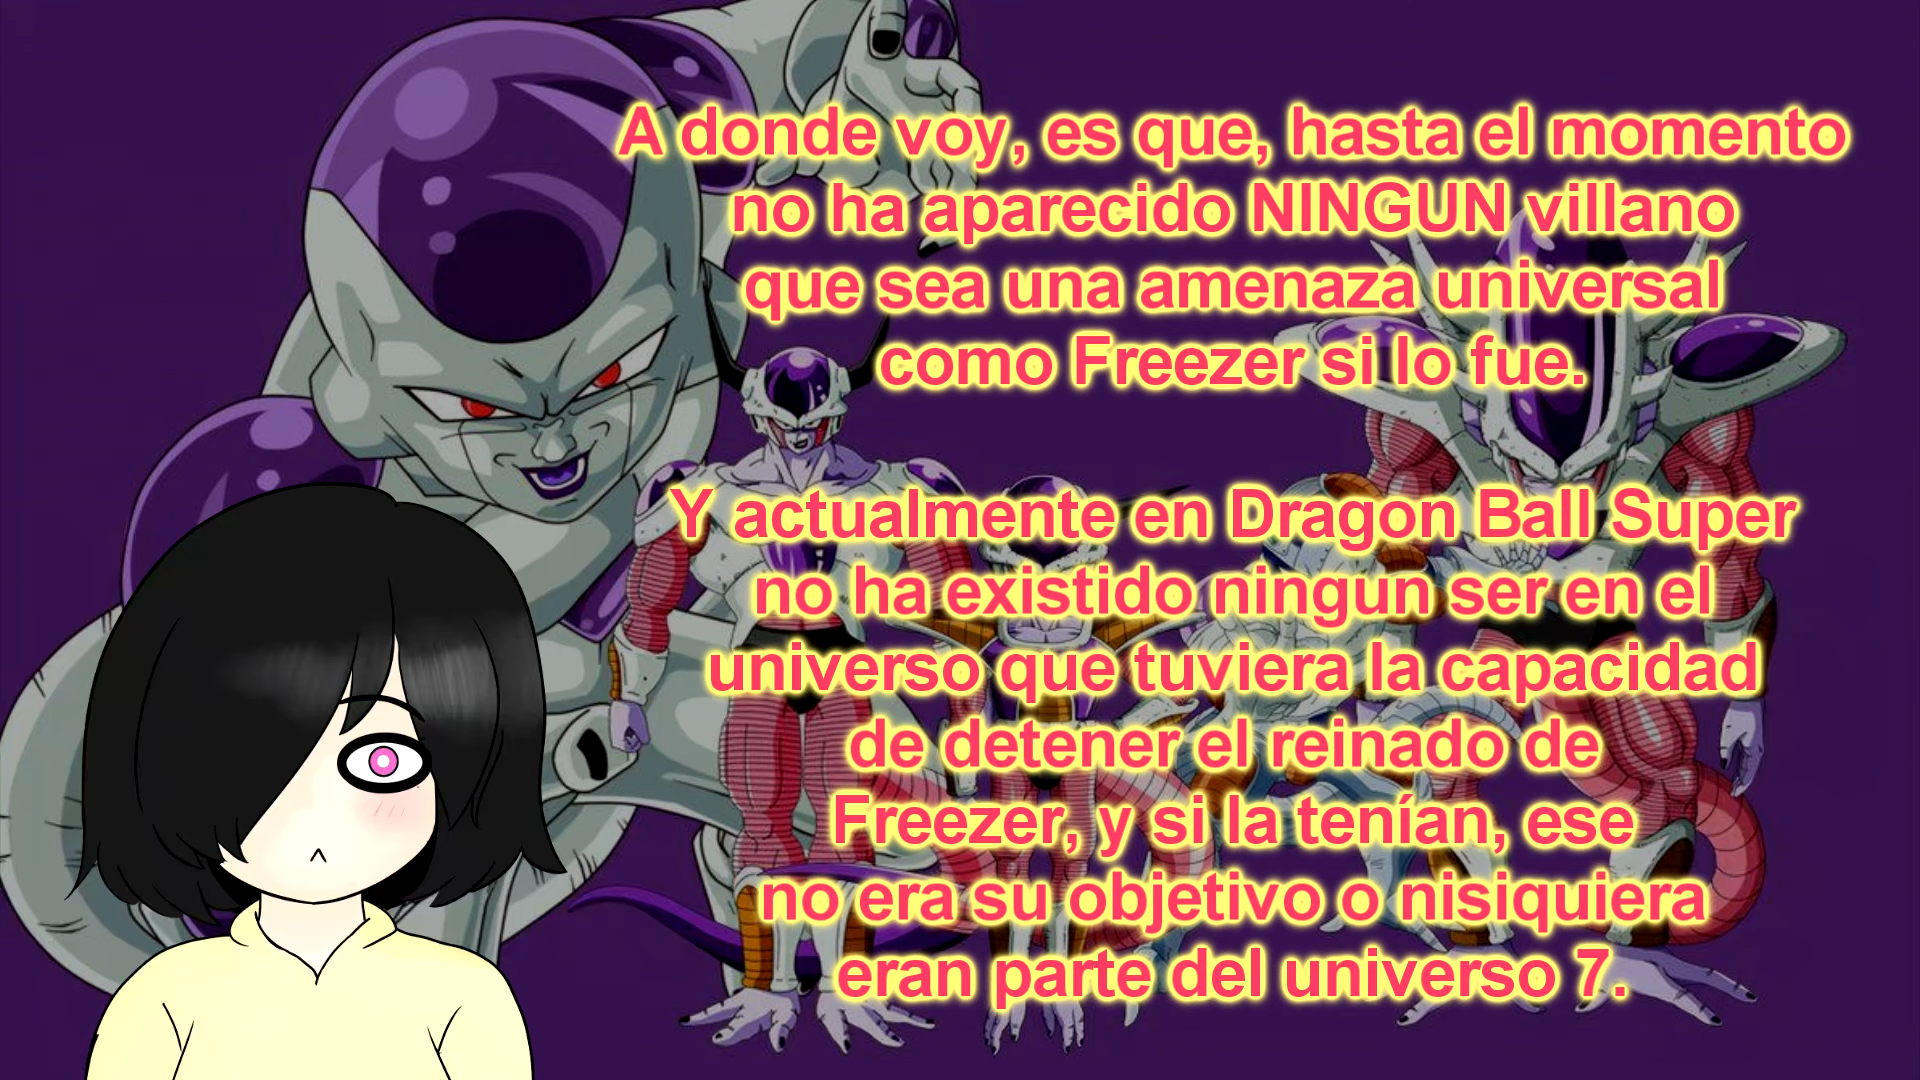 A donde voy, es que, hasta el momento
no ha aparecido NINGUN villano
que sea una amenaza universal
como Freezer si lo fue.
Y actualmente en Dragon Ball Super
no ha existido ningun ser en el
universo que tuviera la capacidad
de detener el reinado de
Freezer, y si la tenían, ese
no era su objetivo o nisiquiera
eran parte del universo 7.